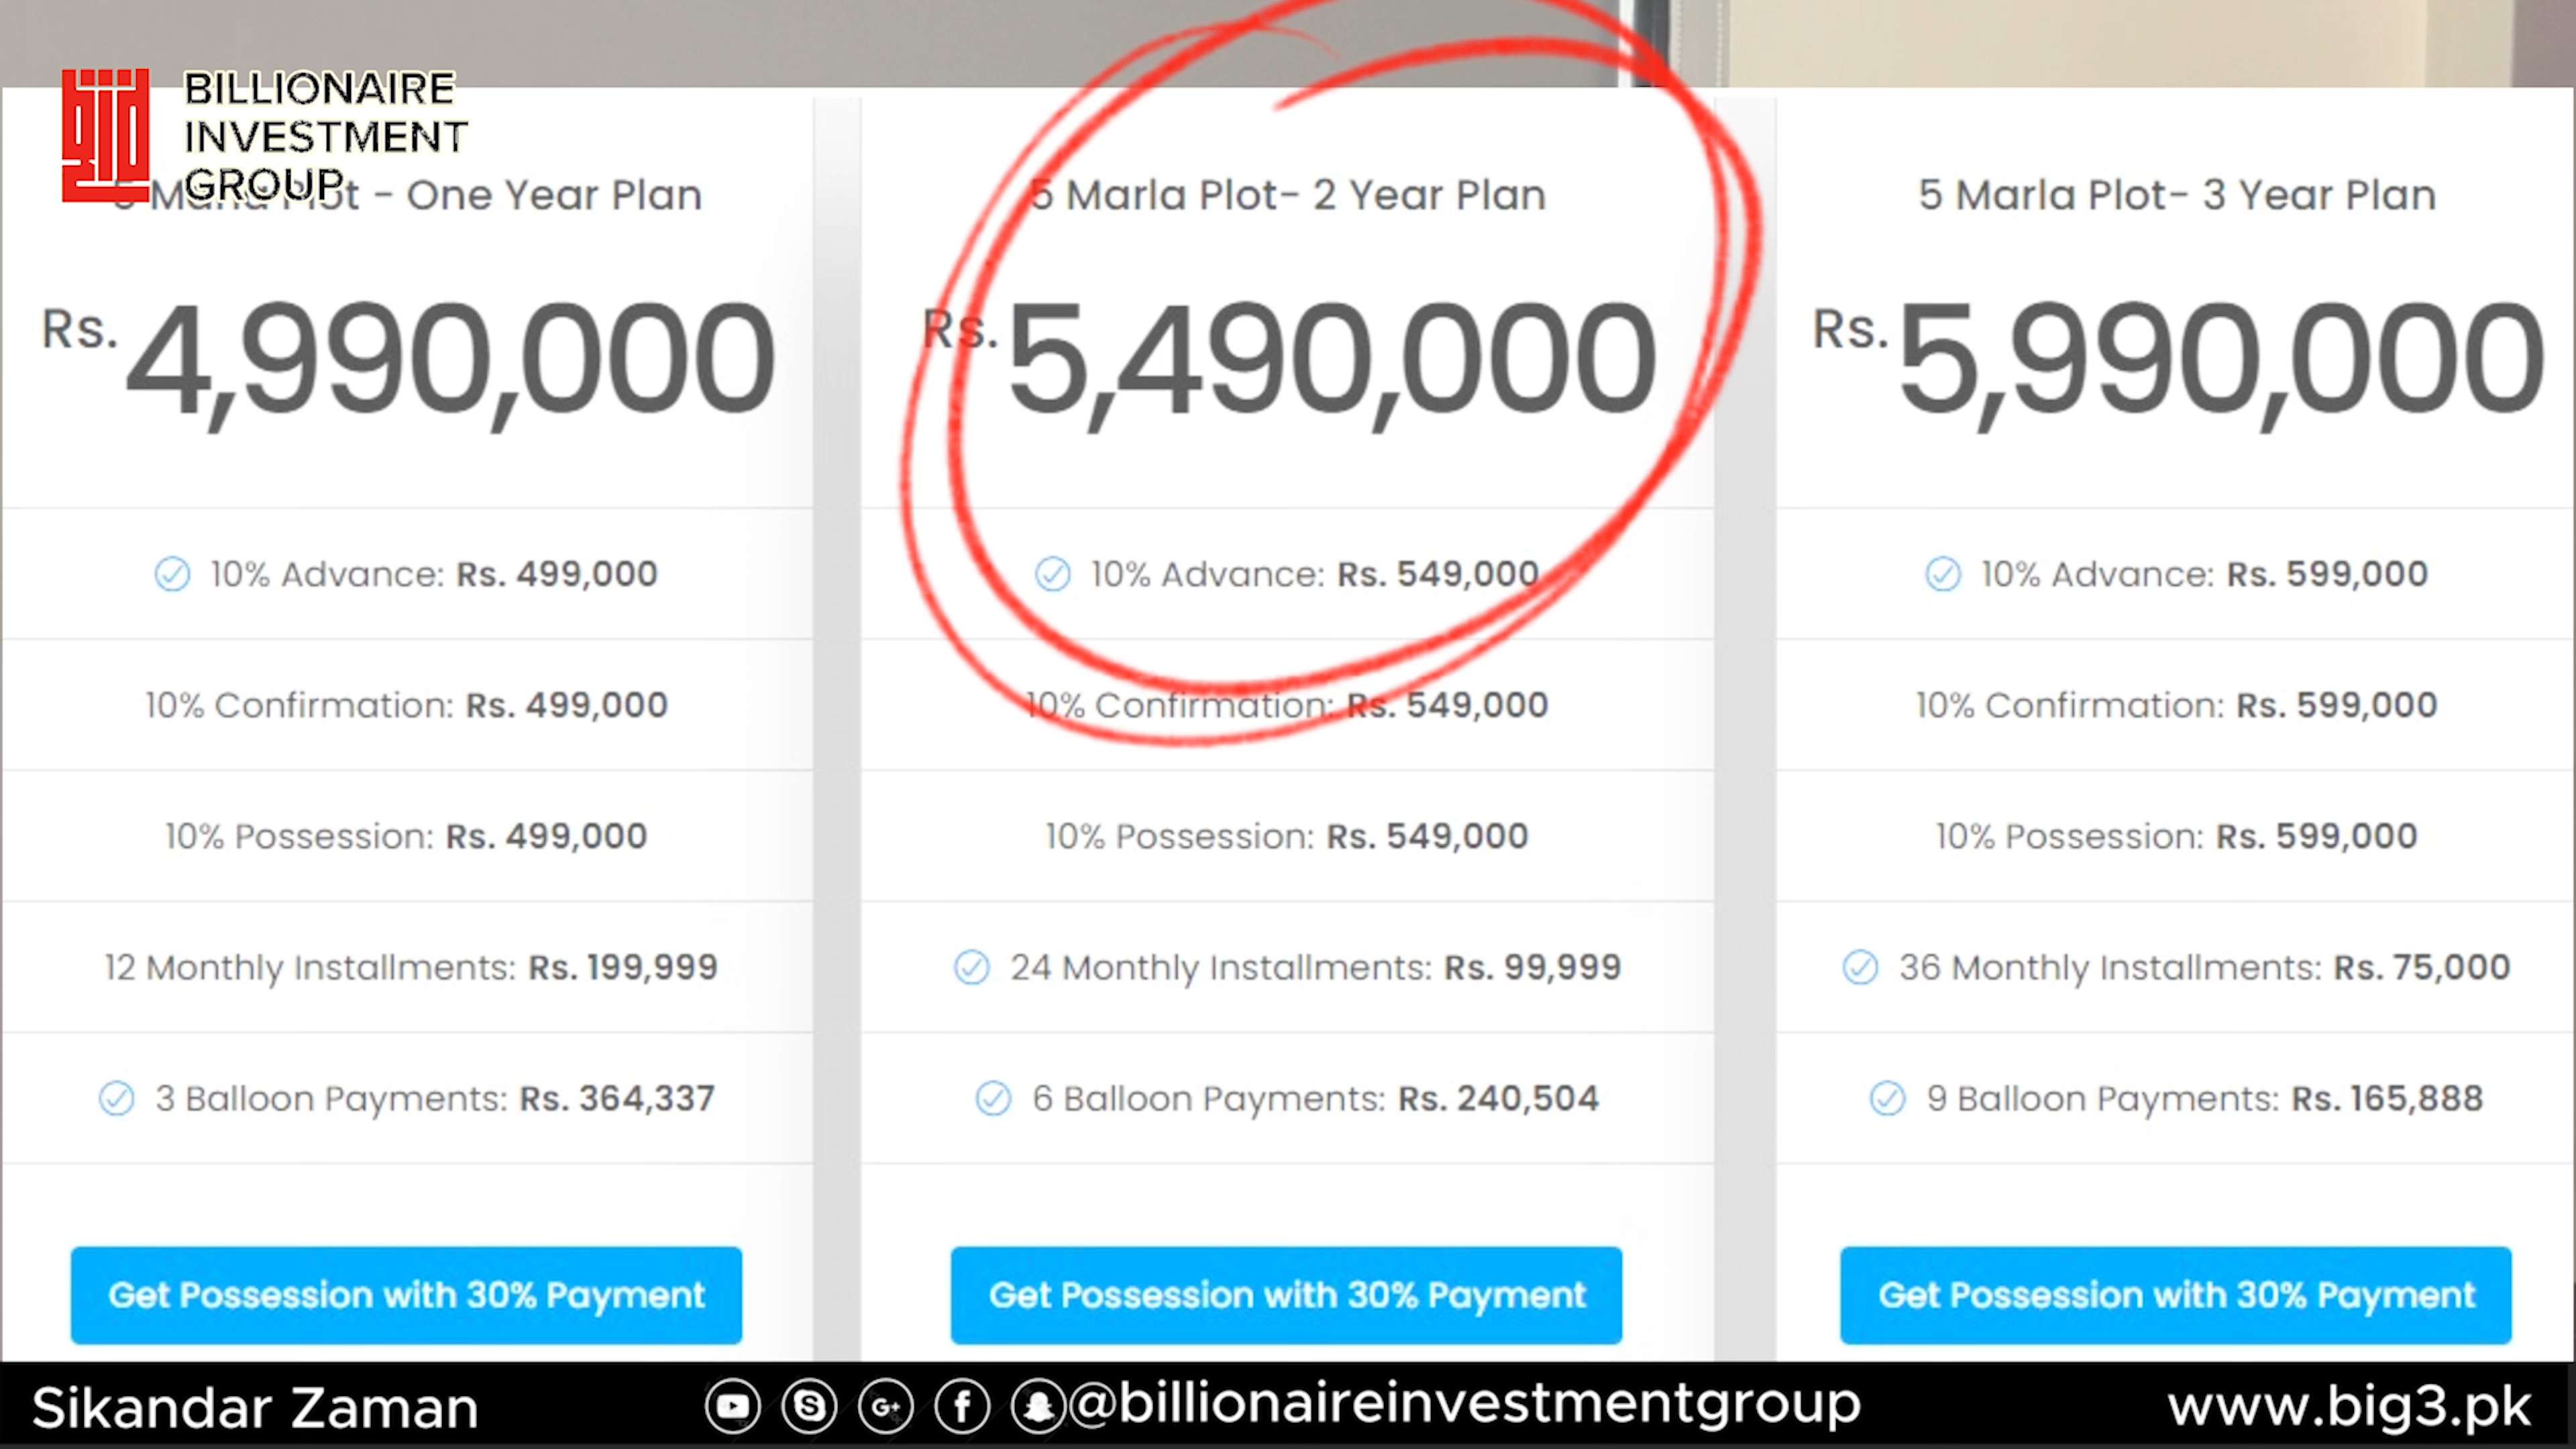 BILLIONAIRE
INVESTMENT
GROUP
5 Marla Plot - One Year Plan
Rs. 4,990,000
10% Advance: Rs. 499,000
10% Confirmation: Rs. 499,000
10% Possession: Rs. 499,000
12 Monthly Installments: Rs. 199,999
3 Balloon Payments: Rs. 364,337
Get Possession with 30% Payment
5 Marla Plot- 2 Year Plan
Rs. 5,490,000
10% Advance: Rs. 549,000
10% Confirmation: Rs. 549,000
10% Possession: Rs. 549,000
24 Monthly Installments: Rs. 99,999
6 Balloon Payments: Rs. 240,504
Get Possession with 30% Payment
5 Marla Plot- 3 Year Plan
Rs. 5,990,000
10% Advance: Rs. 599,000
10% Confirmation: Rs. 599,000
10% Possession: Rs. 599,000
36 Monthly Installments: Rs. 75,000
9 Balloon Payments: Rs. 165,888
Get Possession with 30% Payment
Sikandar Zaman
@billionaireinvestmentgroup
www.big3.pk